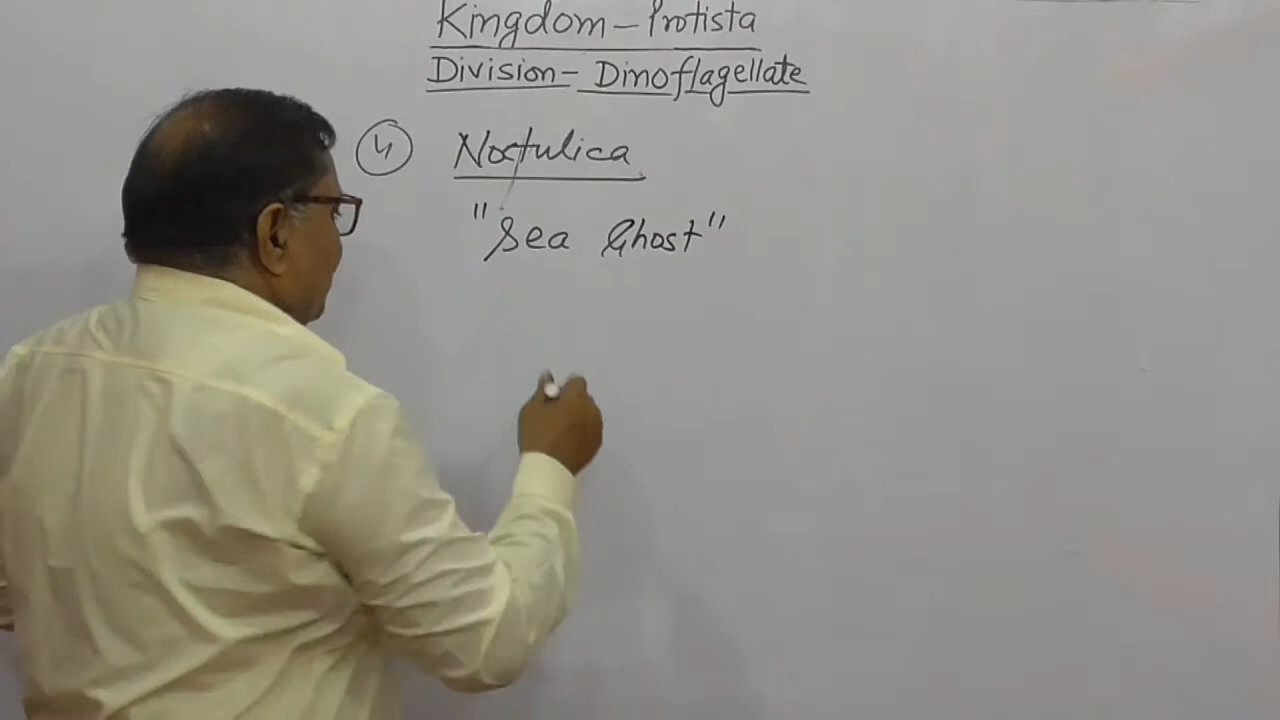 Kingdom - Protista
Division - Dinoflagellate
4 Noctulica
"Sea Ghost"